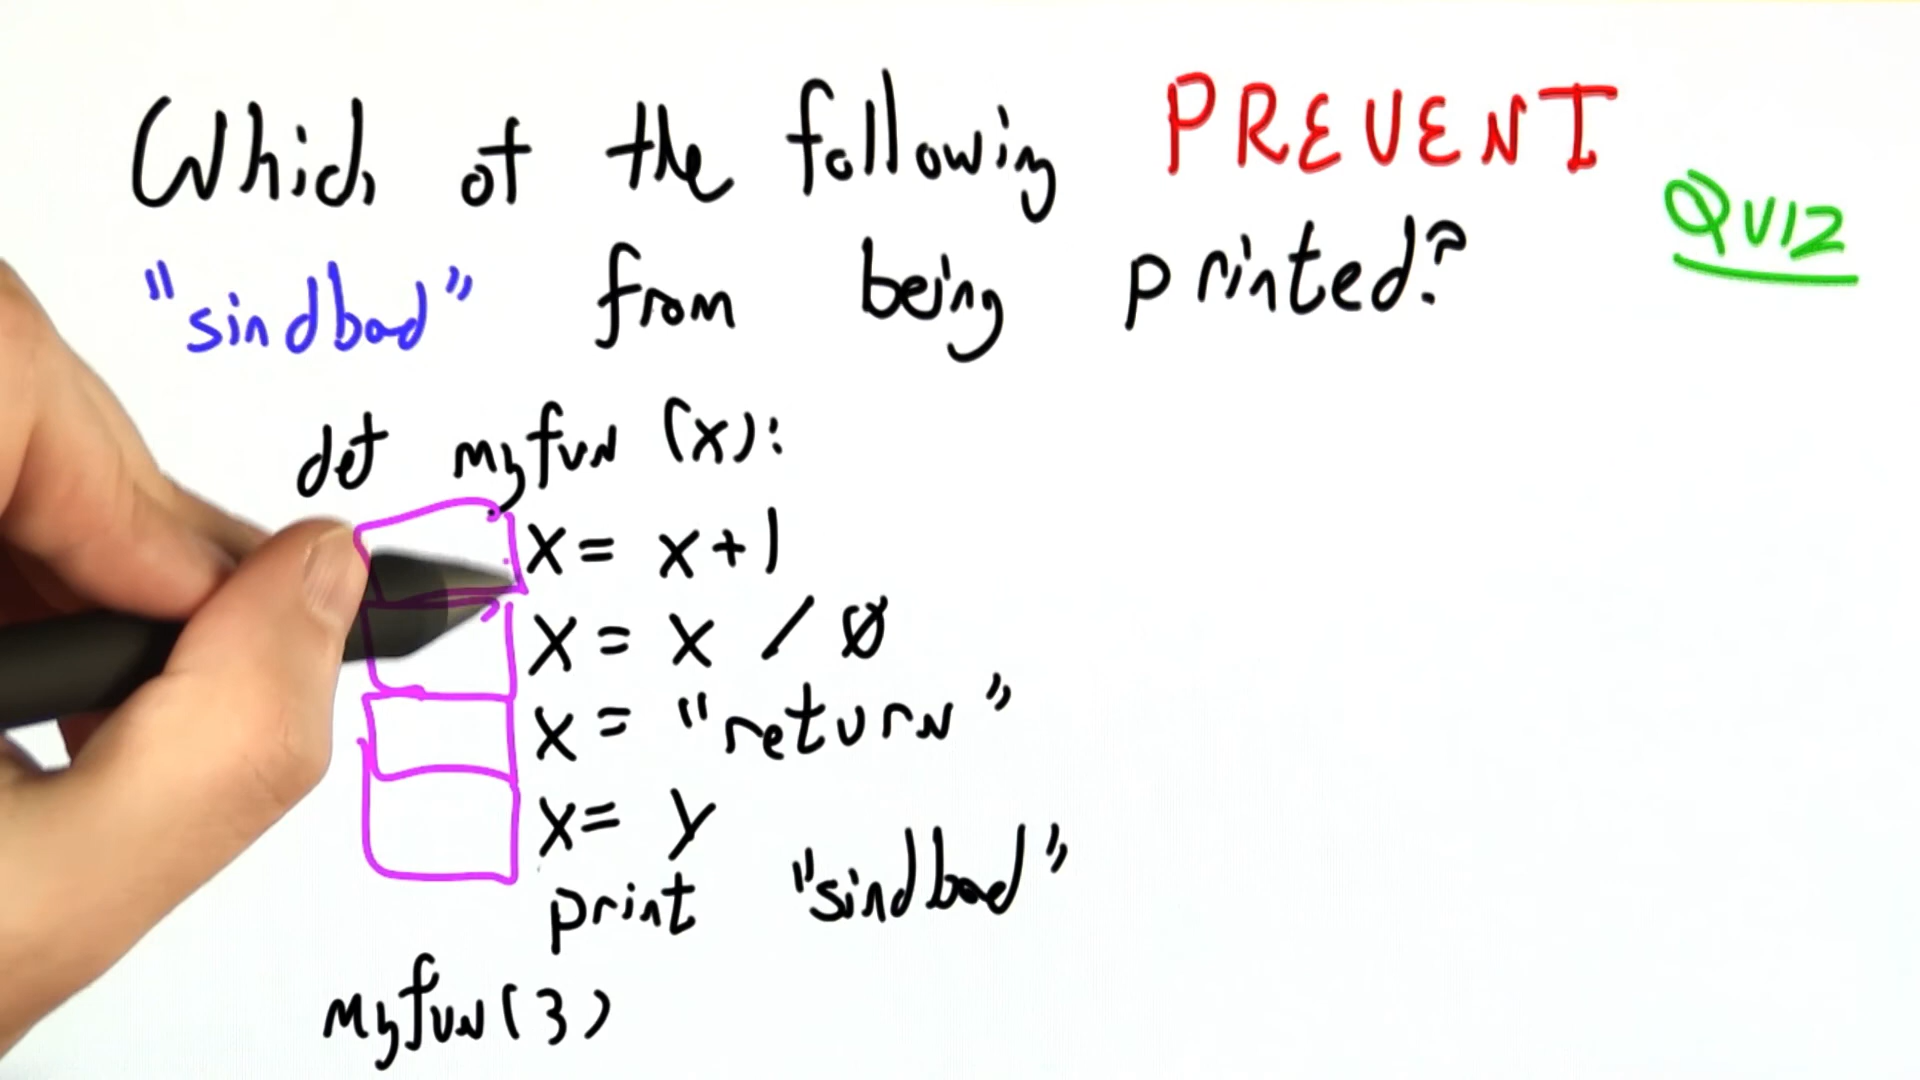 Which of the following PREVENT
QUIZ
"sindbad" from being printed?
def myfun (x):
x = x + 1
x = x / 0
x = "return"
x = y
print "sindbad"
myfun(3)